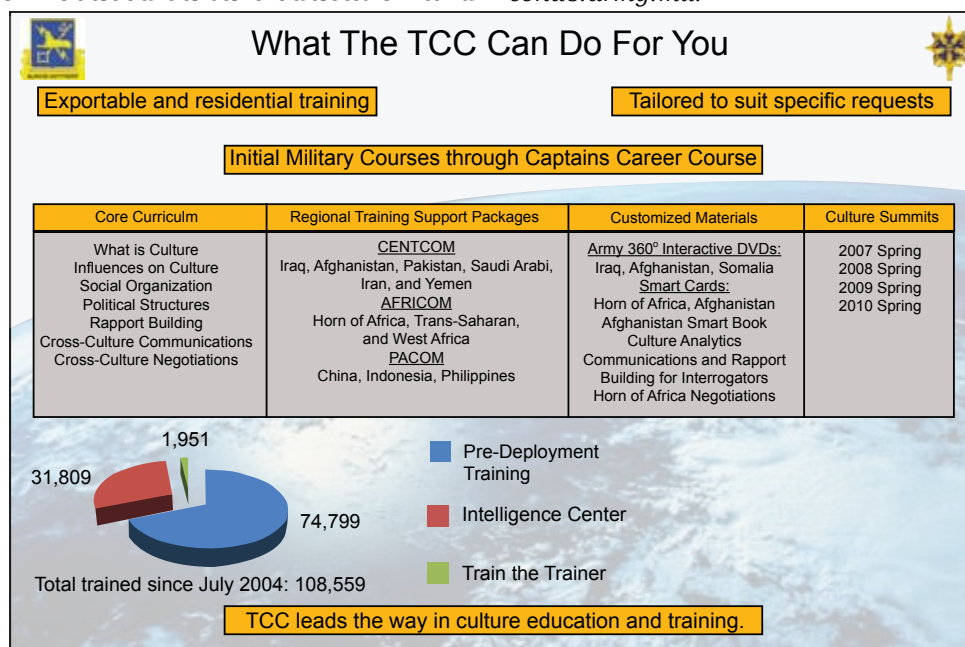 What The TCC Can Do For You
Exportable and residential training
Tailored to suit specific requests
Initial Military Courses through Captains Career Course
Core Curriculm
What is Culture
Influences on Culture
Social Organization
Political Structures
Rapport Building
Cross-Culture Communications
Cross-Culture Negotiations
Regional Training Support Packages
CENTCOM
Iraq, Afghanistan, Pakistan, Saudi Arabi,
Iran, and Yemen
AFRICOM
Horn of Africa, Trans-Saharan,
and West Africa
PACOM
China, Indonesia, Philippines
Customized Materials
Army 360° Interactive DVDs:
Iraq, Afghanistan, Somalia
Smart Cards:
Horn of Africa, Afghanistan
Afghanistan Smart Book
Culture Analytics
Communications and Rapport
Building for Interrogators
Horn of Africa Negotiations
Culture Summits
2007 Spring
2008 Spring
2009 Spring
2010 Spring
1,951
31,809
74,799
Pre-Deployment
Training
Intelligence Center
Train the Trainer
Total trained since July 2004: 108,559
TCC leads the way in culture education and training.